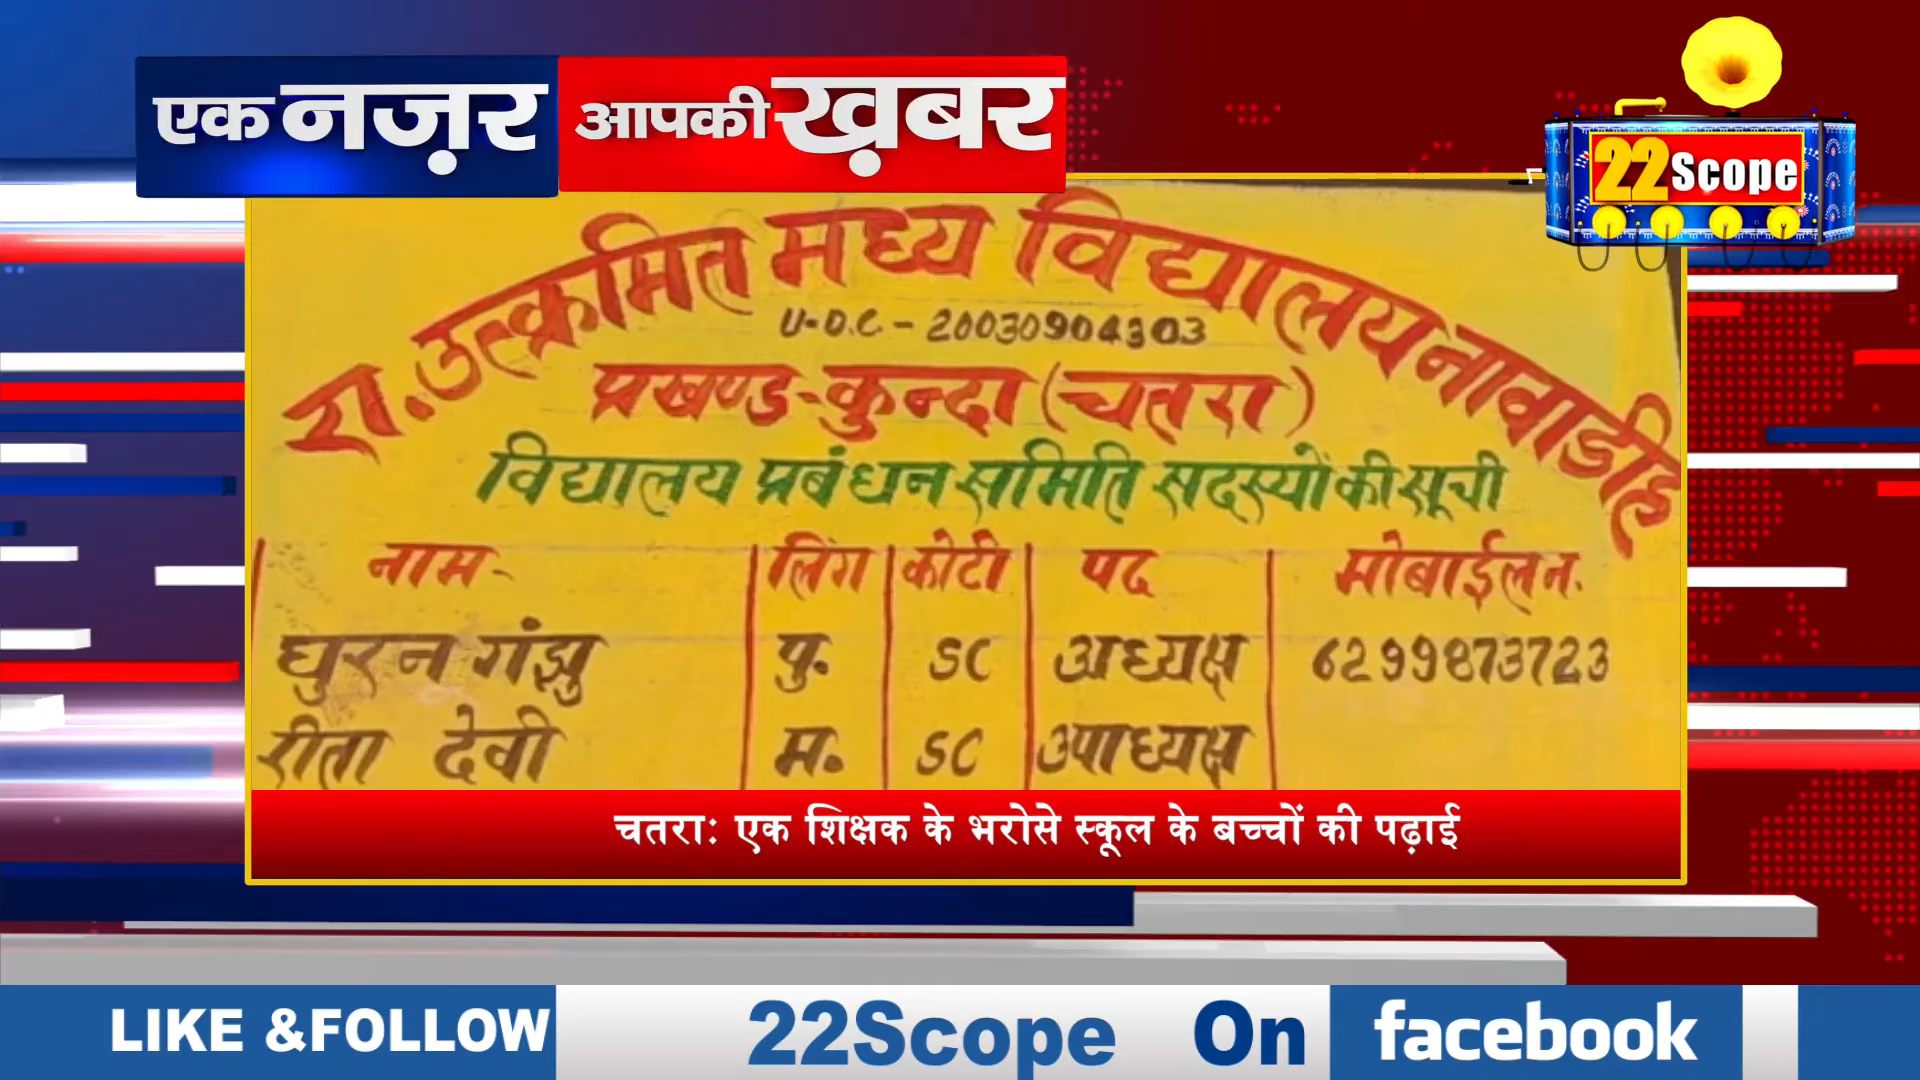 एक नज़र आपकी ख़बर
22Scope
रा. उत्क्रमित मध्य विद्यालय नावाडीह
U-D.C - 20030904303
प्रखण्ड-कुन्दा (चतरा)
विद्यालय प्रबंधन समिति सदस्यों की सूची
नाम- लिंग कोटी पद मोबाईल न.
घुरन गंझु पु. SC अध्यक्ष 6299873723
रीता देवी म. SC उपाध्यक्ष
चतराः एक शिक्षक के भरोसे स्कूल के बच्चों की पढ़ाई
LIKE &FOLLOW 22Scope On facebook